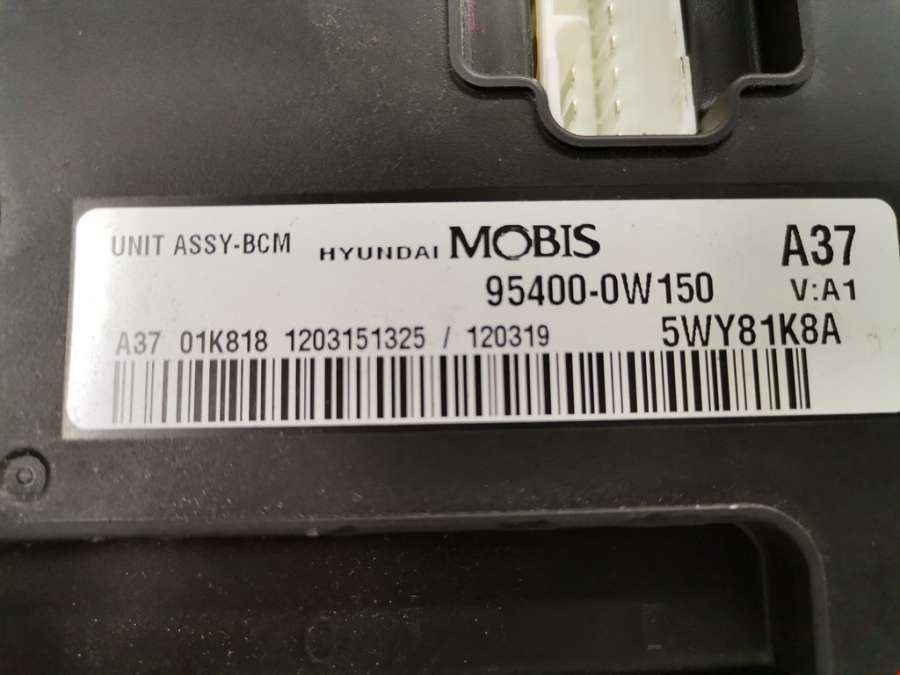 UNIT ASSY-BCM HYUNDAI MOBIS A37
95400-0W150 V:A1
A37 01K818 1203151325 / 120319 5WY81K8A